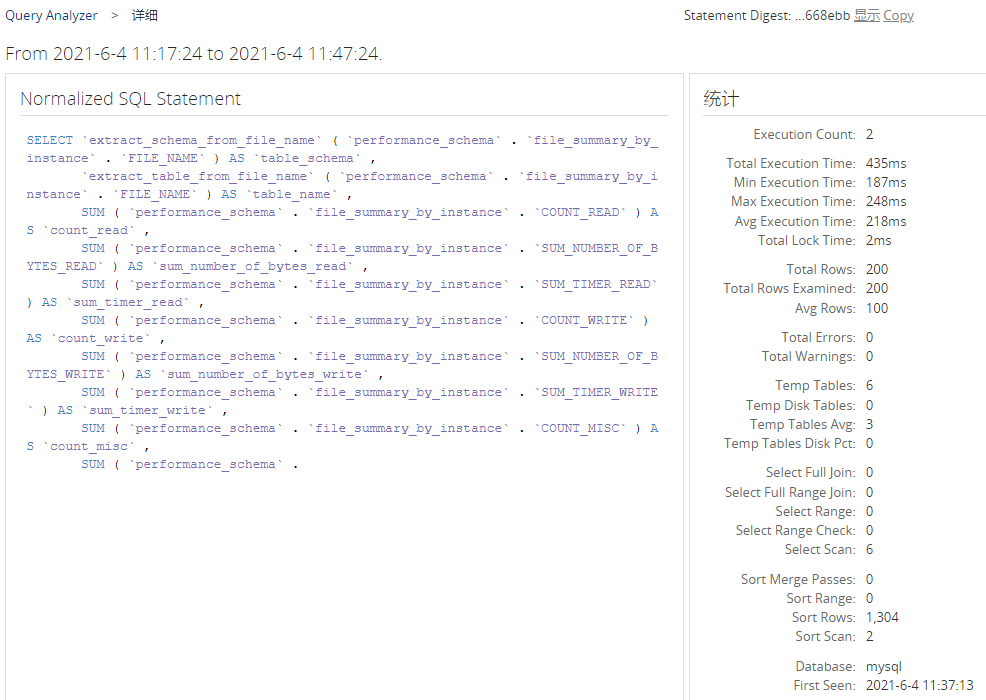 Query Analyzer > 详细
Statement Digest: ...668ebb 显示 Copy
From 2021-6-4 11:17:24 to 2021-6-4 11:47:24.
Normalized SQL Statement
SELECT `extract_schema_from_file_name` ( `performance_schema` . `file_summary_by_
instance` . `FILE_NAME` ) AS `table_schema` ,
`extract_table_from_file_name` ( `performance_schema` . `file_summary_by_i
nstance` . `FILE_NAME` ) AS `table_name` ,
SUM ( `performance_schema` . `file_summary_by_instance` . `COUNT_READ` ) A
S `count_read` ,
SUM ( `performance_schema` . `file_summary_by_instance` . `SUM_NUMBER_OF_B
YTES_READ` ) AS `sum_number_of_bytes_read` ,
SUM ( `performance_schema` . `file_summary_by_instance` . `SUM_TIMER_READ`
) AS `sum_timer_read` ,
SUM ( `performance_schema` . `file_summary_by_instance` . `COUNT_WRITE` )
AS `count_write` ,
SUM ( `performance_schema` . `file_summary_by_instance` . `SUM_NUMBER_OF_B
YTES_WRITE` ) AS `sum_number_of_bytes_write` ,
SUM ( `performance_schema` . `file_summary_by_instance` . `SUM_TIMER_WRITE
` ) AS `sum_timer_write` ,
SUM ( `performance_schema` . `file_summary_by_instance` . `COUNT_MISC` ) A
S `count_misc` ,
SUM ( `performance_schema` .
统计
Execution Count: 2
Total Execution Time: 435ms
Min Execution Time: 187ms
Max Execution Time: 248ms
Avg Execution Time: 218ms
Total Lock Time: 2ms
Total Rows: 200
Total Rows Examined: 200
Avg Rows: 100
Total Errors: 0
Total Warnings: 0
Temp Tables: 6
Temp Disk Tables: 0
Temp Tables Avg: 3
Temp Tables Disk Pct: 0
Select Full Join: 0
Select Full Range Join: 0
Select Range: 0
Select Range Check: 0
Select Scan: 6
Sort Merge Passes: 0
Sort Range: 0
Sort Rows: 1,304
Sort Scan: 2
Database: mysql
First Seen: 2021-6-4 11:37:13